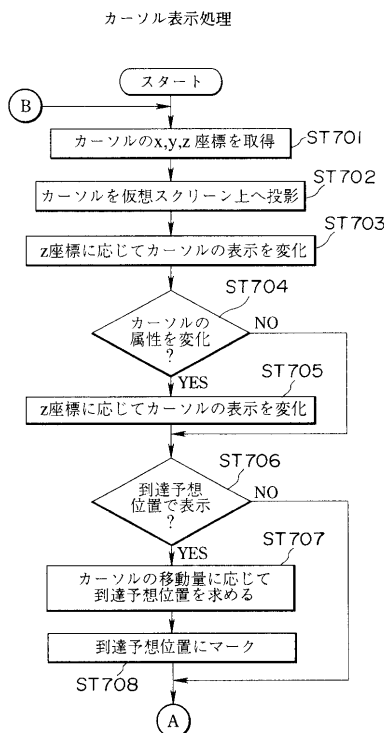 カーソル表示処理
スタート
B
カーソルのx,y,z 座標を取得
ST701
カーソルを仮想スクリーン上へ投影
ST702
z座標に応じてカーソルの表示を変化
ST703
カーソルの
属性を変化
?
ST704
NO
YES
z座標に応じてカーソルの表示を変化
ST705
到達予想
位置で表示
?
ST706
NO
YES
カーソルの移動量に応じて
到達予想位置を求める
ST707
到達予想位置にマーク
ST708
A